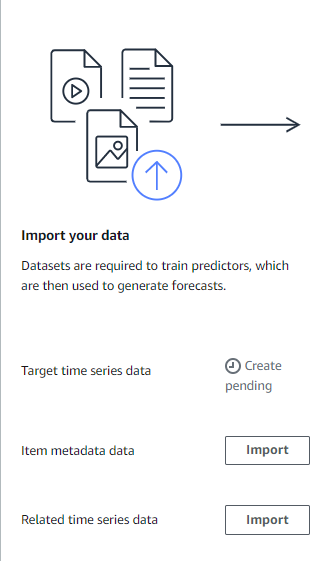 Import your data
Datasets are required to train predictors, which
are then used to generate forecasts.
Target time series data
Create
pending
Item metadata data
Import
Related time series data
Import